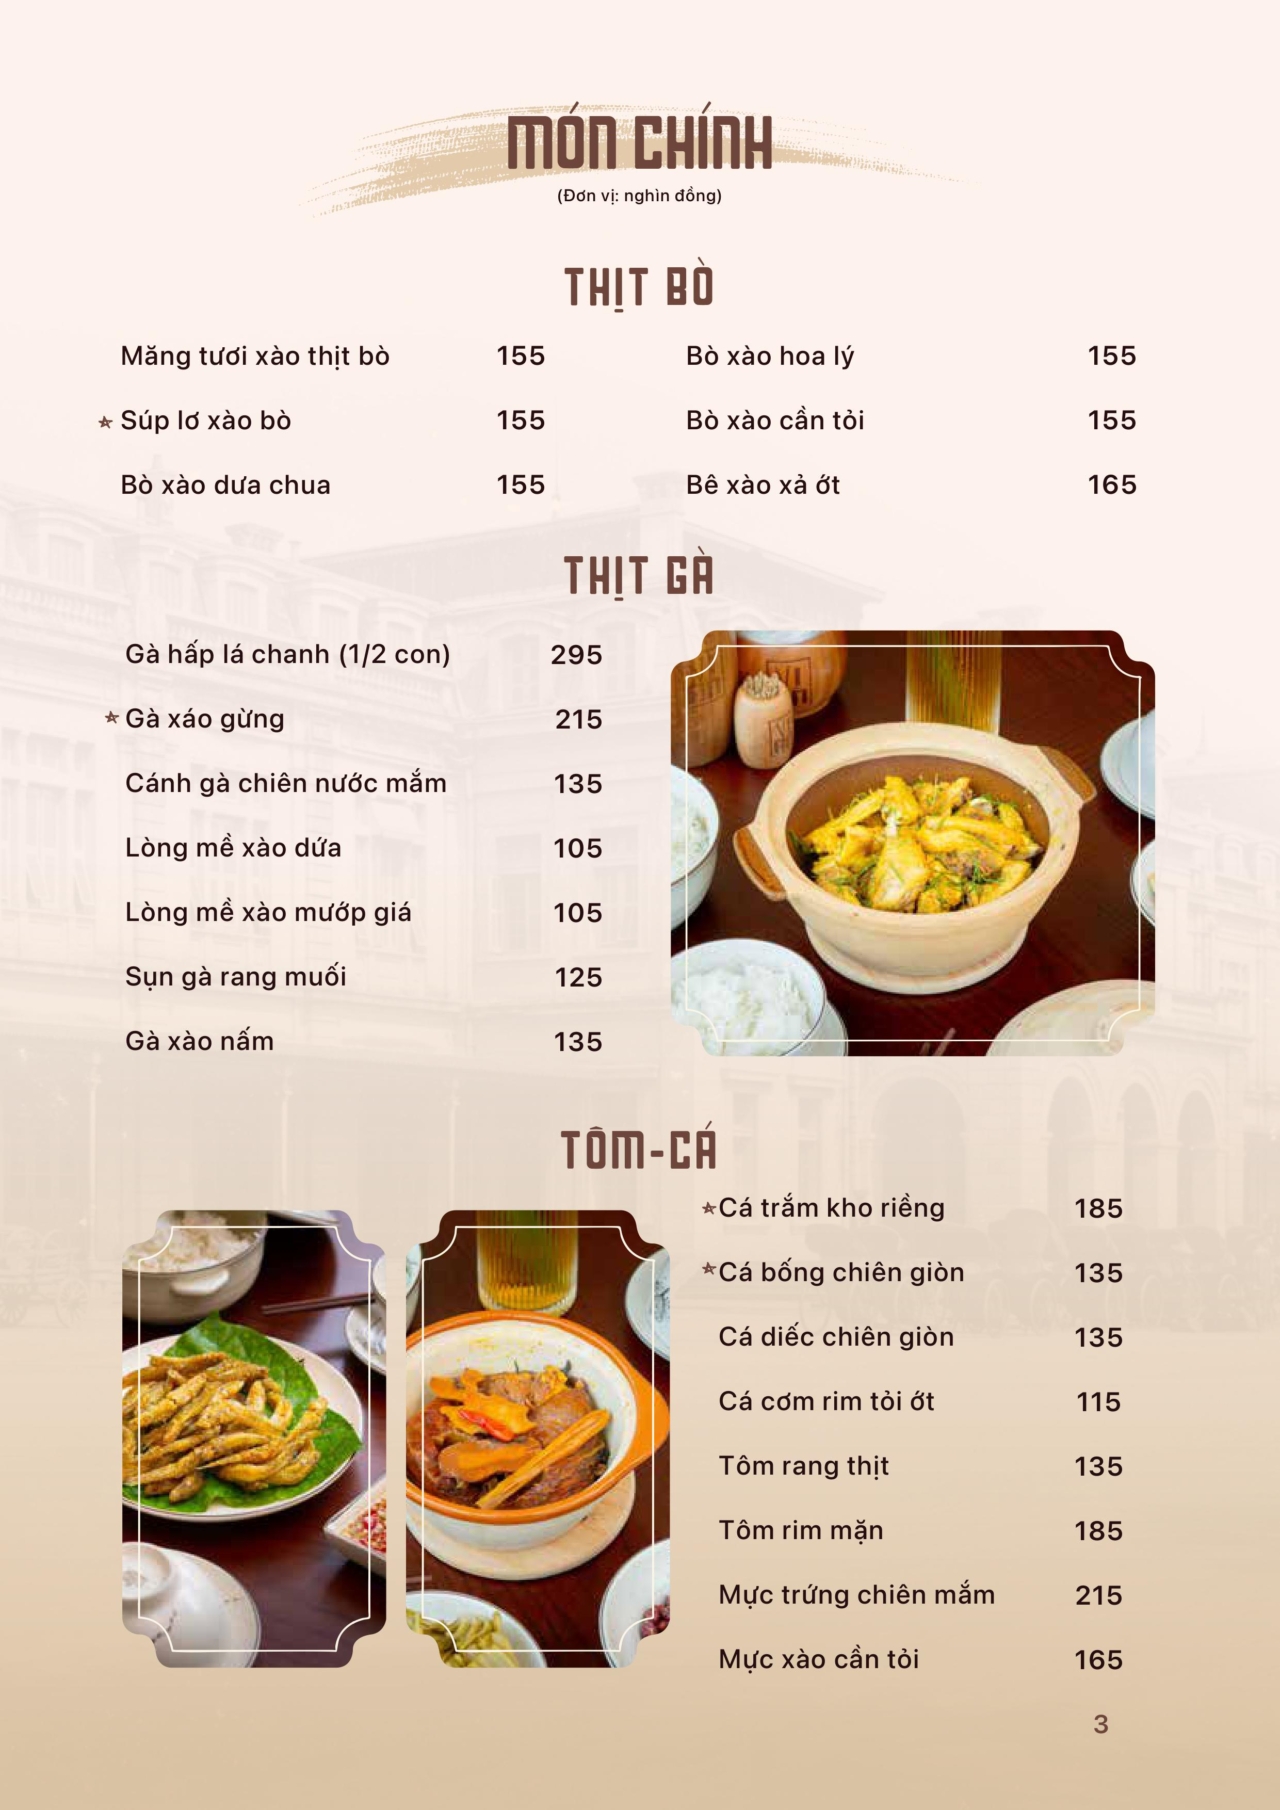 MÓN CHÍNH
(Đơn vị: nghìn đồng)
THỊT BÒ
Măng tươi xào thịt bò 155
Súp lơ xào bò 155
Bò xào dưa chua 155
Bò xào hoa lý 155
Bò xào cần tỏi 155
Bê xào xả ớt 165
THỊT GÀ
Gà hấp lá chanh (1/2 con) 295
Gà xáo gừng 215
Cánh gà chiên nước mắm 135
Lòng mề xào dứa 105
Lòng mề xào mướp giá 105
Sụn gà rang muối 125
Gà xào nấm 135
TÔM-CÁ
Cá trắm kho riềng 185
Cá bống chiên giòn 135
Cá diếc chiên giòn 135
Cá cơm rim tỏi ớt 115
Tôm rang thịt 135
Tôm rim mặn 185
Mực trứng chiên mắm 215
Mực xào cần tỏi 165
3